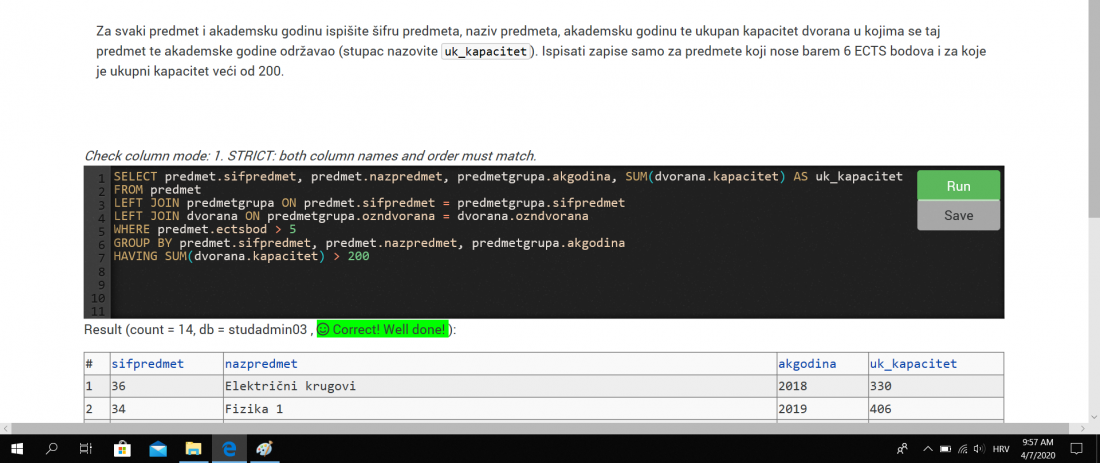 Za svaki predmet i akademsku godinu ispišite šifru predmeta, naziv predmeta, akademsku godinu te ukupan kapacitet dvorana u kojima se taj
predmet te akademske godine održavao (stupac nazovite uk_kapacitet). Ispisati zapise samo za predmete koji nose barem 6 ECTS bodova i za koje
je ukupni kapacitet veći od 200.
Check column mode: 1. STRICT: both column names and order must match.
1 SELECT predmet.sifpredmet, predmet.nazpredmet, predmetgrupa.akgodina, SUM(dvorana.kapacitet) AS uk_kapacitet
2 FROM predmet
3 LEFT JOIN predmetgrupa ON predmet.sifpredmet = predmetgrupa.sifpredmet
4 LEFT JOIN dvorana ON predmetgrupa.ozndvorana = dvorana.ozndvorana
5 WHERE predmet.ectsbod > 5
6 GROUP BY predmet.sifpredmet, predmet.nazpredmet, predmetgrupa.akgodina
7 HAVING SUM(dvorana.kapacitet) > 200
8
9
10
11
Run
Save
Result (count = 14, db = studadmin03 , Correct! Well done! ):
# sifpredmet nazpredmet akgodina uk_kapacitet
1 36 Električni krugovi 2018 330
2 34 Fizika 1 2019 406
HRV
9:57 AM
4/7/2020